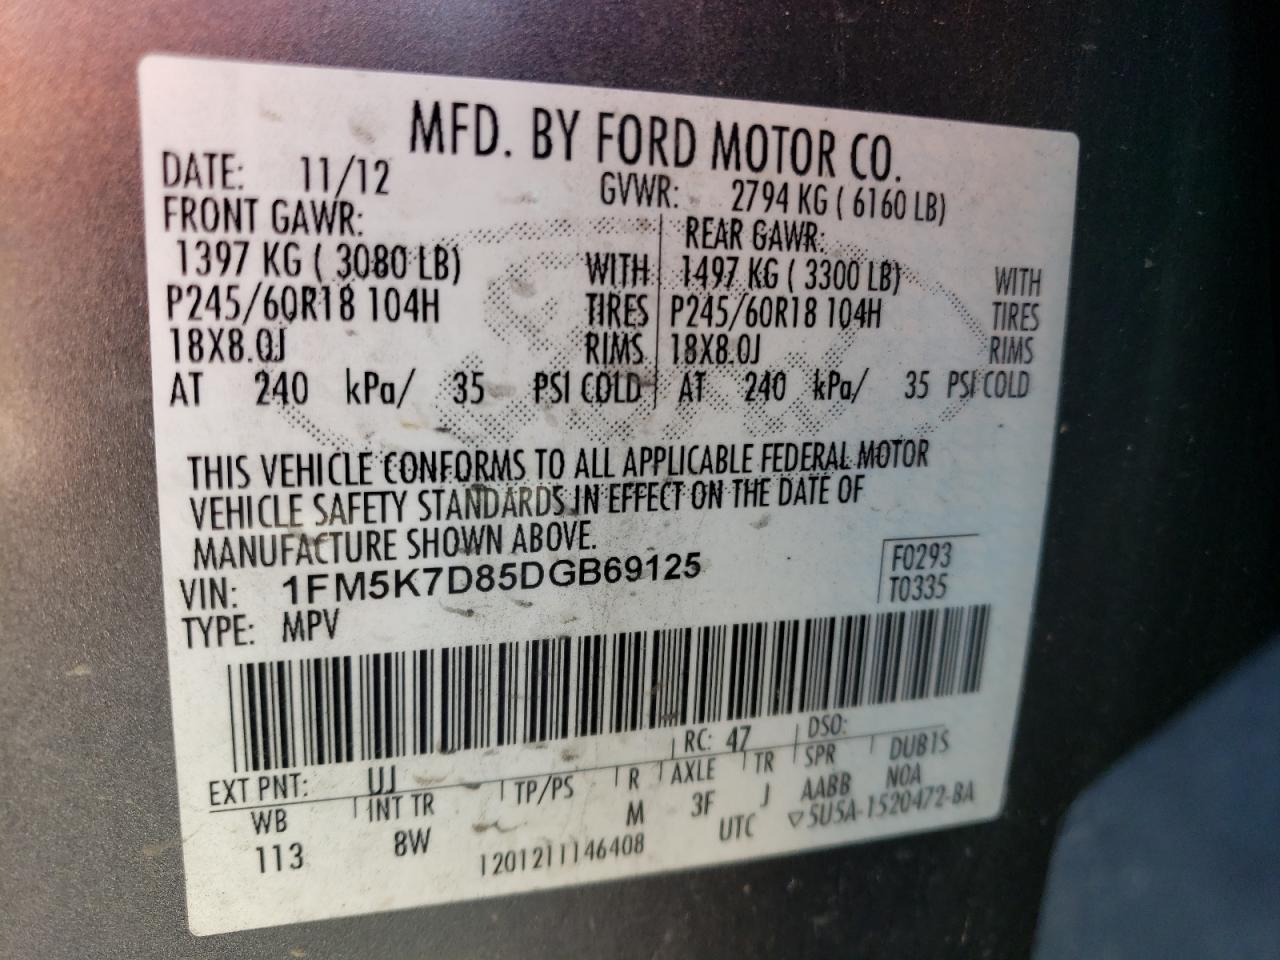 MFD. BY FORD MOTOR CO.
DATE: 11/12 GVWR: 2794 KG ( 6160 LB)
FRONT GAWR: REAR GAWR:
1397 KG ( 3080 LB) WITH 1497 KG ( 3300 LB) WITH
P245/60R18 104H TIRES P245/60R18 104H TIRES
18X8.0J RIMS 18X8.0J RIMS
AT 240 kPa/ 35 PSI COLD AT 240 kPa/ 35 PSI COLD
THIS VEHICLE CONFORMS TO ALL APPLICABLE FEDERAL MOTOR
VEHICLE SAFETY STANDARDS IN EFFECT ON THE DATE OF
MANUFACTURE SHOWN ABOVE.
VIN: 1FM5K7D85DGB69125 F0293
TYPE: MPV T0335
EXT PNT: UJ RC: 47 DSO:
WB INT TR TP/PS R AXLE TR SPR DUB1S
113 8W M 3F J AABB NOA
12012111146408 UTC ▽5U5A-1520472-BA